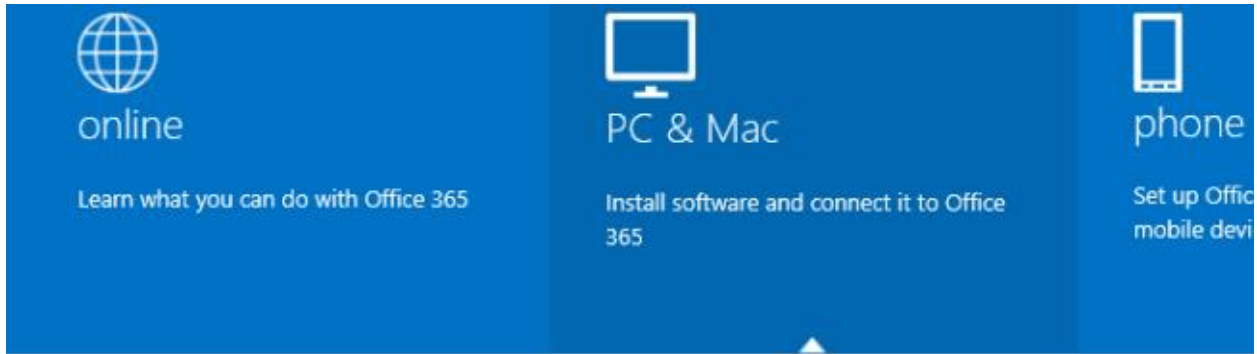 online
Learn what you can do with Office 365
PC & Mac
Install software and connect it to Office
365
phone
Set up Offic
mobile devi